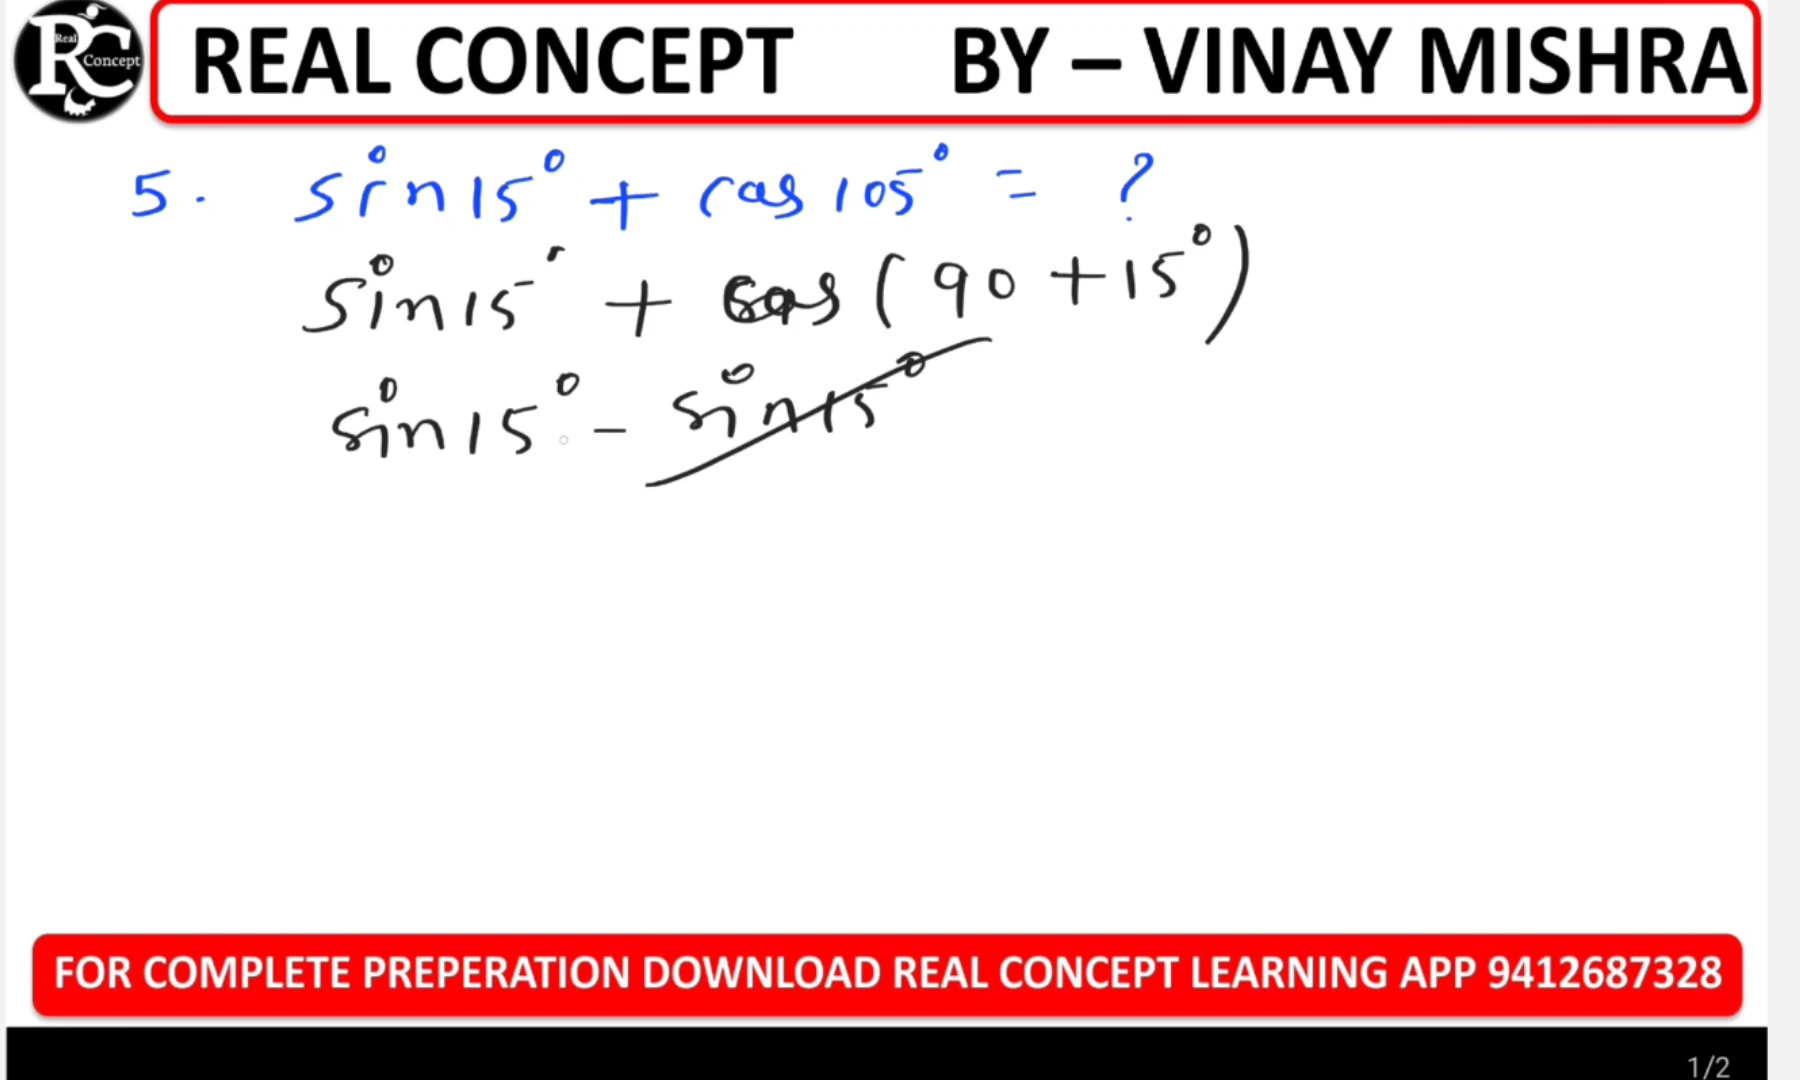 Real
Concept
REAL CONCEPT BY – VINAY MISHRA
5. sin15° + cos105° = ?
sin15° + cos(90+15°)
sin15° - sin15°
FOR COMPLETE PREPERATION DOWNLOAD REAL CONCEPT LEARNING APP 9412687328
1/2